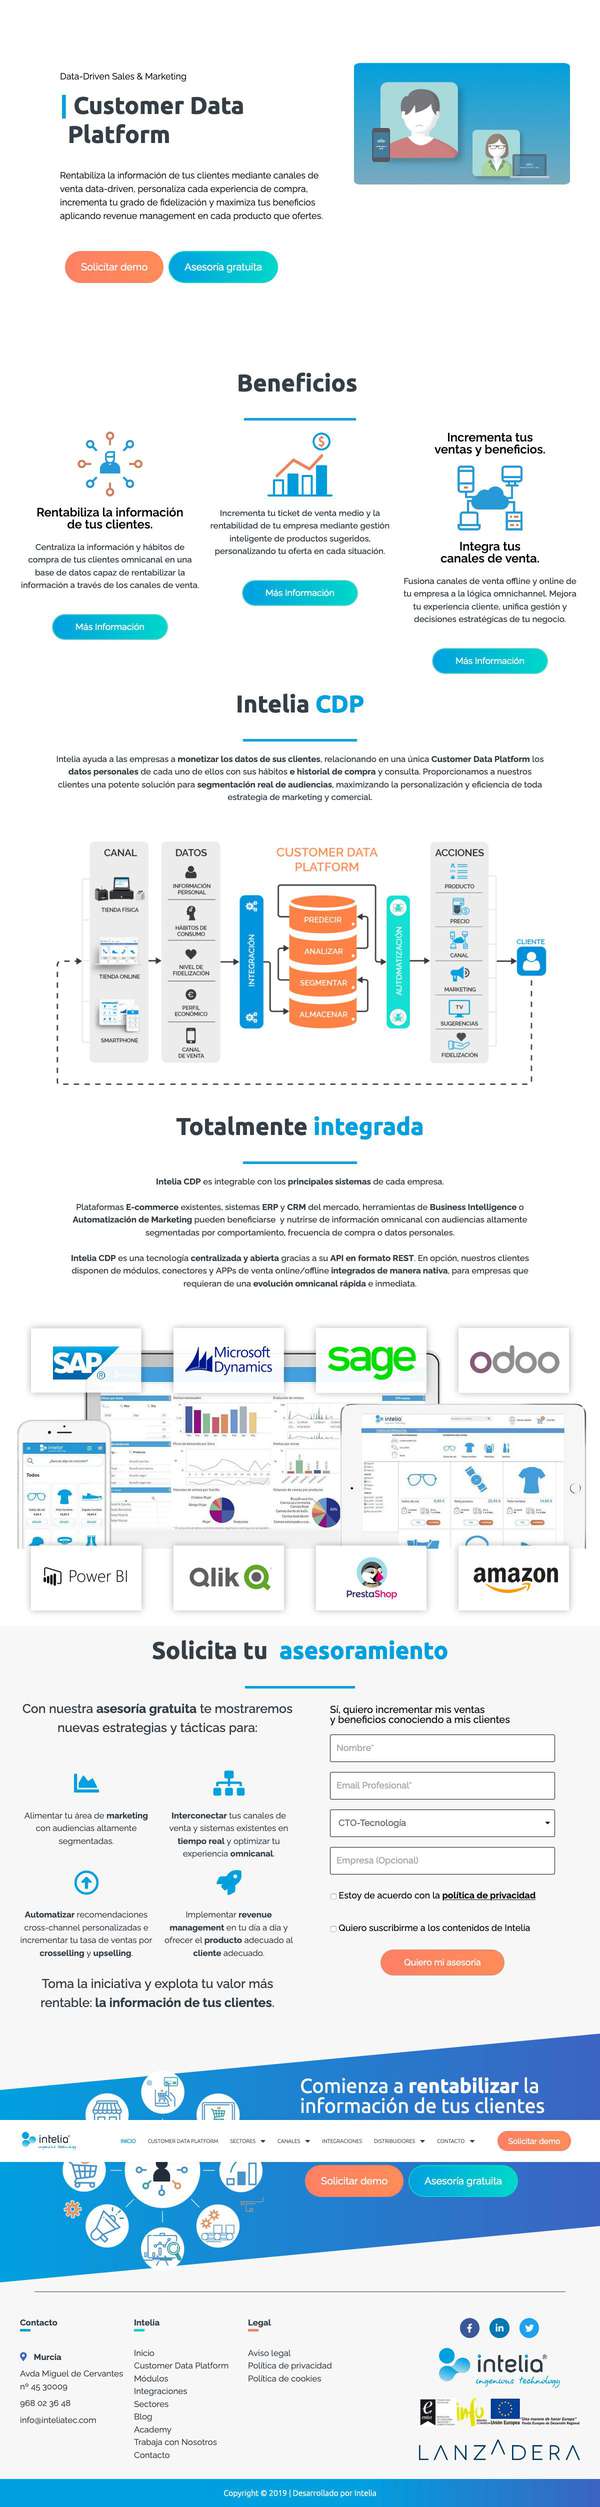 Data-Driven Sales & Marketing
Customer Data
Platform
Rentabiliza la información de tus clientes mediante canales de
venta data-driven, personaliza cada experiencia de compra,
incrementa tu grado de fidelización y maximiza tus beneficios
aplicando revenue management en cada producto que ofertes.
Solicitar demo
Asesoría gratuita
Beneficios
Rentabiliza la información
de tus clientes.
Centraliza la información y hábitos de
compra de tus clientes omnicanal en una
base de datos capaz de rentabilizar la
información a través de los canales de venta.
Más Información
Incrementa tu ticket de venta medio y la
rentabilidad de tu empresa mediante gestión
inteligente de productos sugeridos,
personalizando tu oferta en cada situación.
Más Información
Incrementa tus
ventas y beneficios.
Integra tus
canales de venta.
Fusiona canales de venta offline y online de
tu empresa a la lógica omnichannel. Mejora
tu experiencia cliente, unifica gestión y
decisiones estratégicas de tu negocio.
Más Información
Intelia CDP
Intelia ayuda a las empresas a monetizar los datos de sus clientes, relacionando en una única Customer Data Platform los
datos personales de cada uno de ellos con sus hábitos e historial de compra y consulta. Proporcionamos a nuestros
clientes una potente solución para segmentación real de audiencias, maximizando la personalización y eficiencia de toda
estrategia de marketing y comercial.
CANAL
TIENDA FÍSICA
TIENDA ONLINE
SMARTPHONE
DATOS
INFORMACIÓN
PERSONAL
HÁBITOS DE
CONSUMO
NIVEL DE
FIDELIZACIÓN
PERFIL
ECONÓMICO
CANAL
DE VENTA
INTEGRACIÓN
CUSTOMER DATA
PLATFORM
PREDECIR
ANALIZAR
SEGMENTAR
ALMACENAR
AUTOMATIZACIÓN
ACCIONES
PRODUCTO
PRECIO
CANAL
MARKETING
TV
SUGERENCIAS
FIDELIZACIÓN
CLIENTE
Totalmente integrada
Intelia CDP es integrable con los principales sistemas de cada empresa.
Plataformas E-commerce existentes, sistemas ERP y CRM del mercado, herramientas de Business Intelligence o
Automatización de Marketing pueden beneficiarse y nutrirse de información omnicanal con audiencias altamente
segmentadas por comportamiento, frecuencia de compra o datos personales.
Intelia CDP es una tecnología centralizada y abierta gracias a su API en formato REST. En opción, nuestros clientes
disponen de módulos, conectores y APPs de venta online/offline integrados de manera nativa, para empresas que
requieran de una evolución omnicanal rápida e inmediata.
SAP
Microsoft
Dynamics
sage
odoo
intelia
Todos
intelia
Power BI
Qlik
PrestaShop
amazon
Solicita tu asesoramiento
Con nuestra asesoría gratuita te mostraremos
nuevas estrategias y tácticas para:
Alimentar tu área de marketing
con audiencias altamente
segmentadas.
Interconectar tus canales de
venta y sistemas existentes en
tiempo real y optimizar tu
experiencia omnicanal.
Automatizar recomendaciones
cross-channel personalizadas e
incrementar tu tasa de ventas por
crosselling y upselling.
Implementar revenue
management en tu día a día y
ofrecer el producto adecuado al
cliente adecuado.
Toma la iniciativa y explota tu valor más
rentable: la información de tus clientes.
Sí, quiero incrementar mis ventas
y beneficios conociendo a mis clientes
Nombre*
Email Profesional*
CTO-Tecnología
Empresa (Opcional)
Estoy de acuerdo con la política de privacidad
Quiero suscribirme a los contenidos de Intelia
Quiero mi asesoría
Comienza a rentabilizar la
información de tus clientes
intelia
ingenious technology
INICIO
CUSTOMER DATA PLATFORM
SECTORES
CANALES
INTEGRACIONES
DISTRIBUIDORES
CONTACTO
Solicitar demo
Solicitar demo
Asesoría gratuita
Contacto
Murcia
Avda Miguel de Cervantes
nº 45 30009
968 02 36 48
info@inteliatec.com
Intelia
Inicio
Customer Data Platform
Módulos
Integraciones
Sectores
Blog
Academy
Trabaja con Nosotros
Contacto
Legal
Aviso legal
Política de privacidad
Política de cookies
intelia
ingenious technology
info
Unión Europea
"Una manera de hacer Europa"
Fondo Europeo de Desarrollo Regional
LANZADERA
Copyright © 2019 | Desarrollado por Intelia